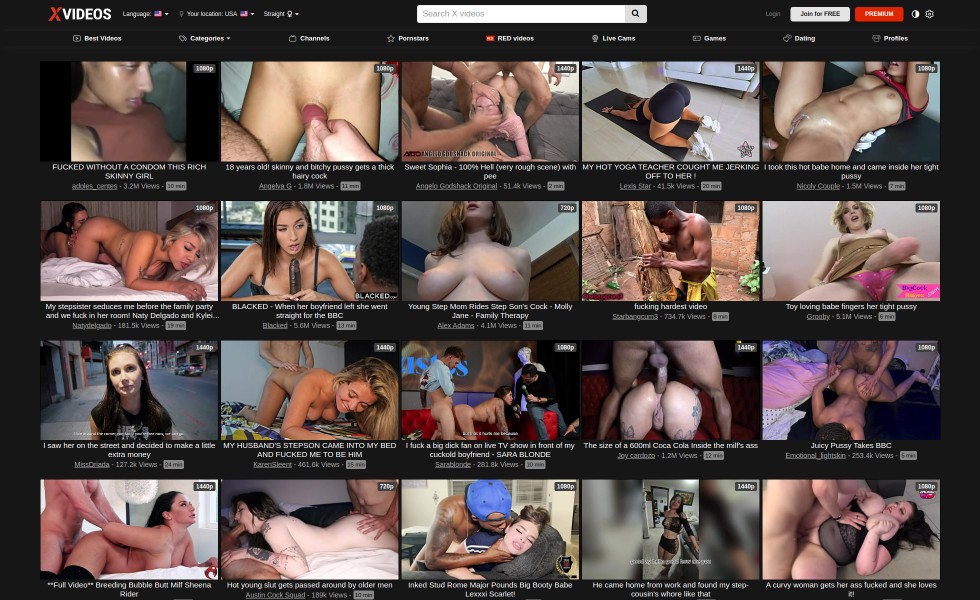 XVIDEOS
Language:
Your location: USA
Straight
Search X videos
Login
Join for FREE
PREMIUM
Best Videos
Categories
Channels
Pornstars
RED videos
Live Cams
Games
Dating
Profiles
1080p
1080p
1440p
1440p
1080p
FUCKED WITHOUT A CONDOM THIS RICH
SKINNY GIRL
adoles_centes - 3.2M Views - 10 min
18 years old! skinny and bitchy pussy gets a thick
hairy cock
Angelya G - 1.8M Views - 11 min
Sweet Sophia - 100% Hell (very rough scene) with
pee
Angelo Godshack Original - 51.4k Views - 2 min
MY HOT YOGA TEACHER COUGHT ME JERKING
OFF TO HER !
Lexis Star - 41.5k Views - 20 min
I took this hot babe home and came inside her tight
pussy
Nicoly Couple - 1.5M Views - 7 min
1080p
1080p
BLACKED.COM
720p
1080p
1080p
My stepsister seduces me before the family party
and we fuck in her room! Naty Delgado and Kylei...
Natydelgado - 181.5k Views - 19 min
BLACKED - When her boyfriend left she went
straight for the BBC
Blacked - 5.6M Views - 13 min
Young Step Mom Rides Step Son's Cock - Molly
Jane - Family Therapy
Alex Adams - 4.1M Views - 11 min
fucking hardest video
Starbangcum3 - 734.7k Views - 8 min
Toy loving babe fingers her tight pussy
Grooby - 5.1M Views - 6 min
1440p
1440p
1080p
1440p
1080p
I saw her on the street and decided to make a little
extra money
MissDriada - 127.2k Views - 24 min
MY HUSBAND'S STEPSON CAME INTO MY BED
AND FUCKED ME TO BE HIM
KarenSleent - 461.6k Views - 15 min
I fuck a big dick fan on live TV show in front of my
cuckold boyfriend - SARA BLONDE
Sarablonde - 281.8k Views - 10 min
The size of a 600ml Coca Cola Inside the milf's ass
Joy cardozo - 1.2M Views - 12 min
Juicy Pussy Takes BBC
Emotional_lightskin - 253.4k Views - 5 min
1440p
720p
1080p
1440p
1080p
**Full Video** Breeding Bubble Butt Milf Sheena
Rider
Hot young slut gets passed around by older men
Austin Cock Squad - 189k Views - 10 min
Inked Stud Rome Major Pounds Big Booty Babe
Lexxxi Scarlet!
He came home from work and found my step-
cousin's whore like that
A curvy woman gets her ass fucked and she loves
it!